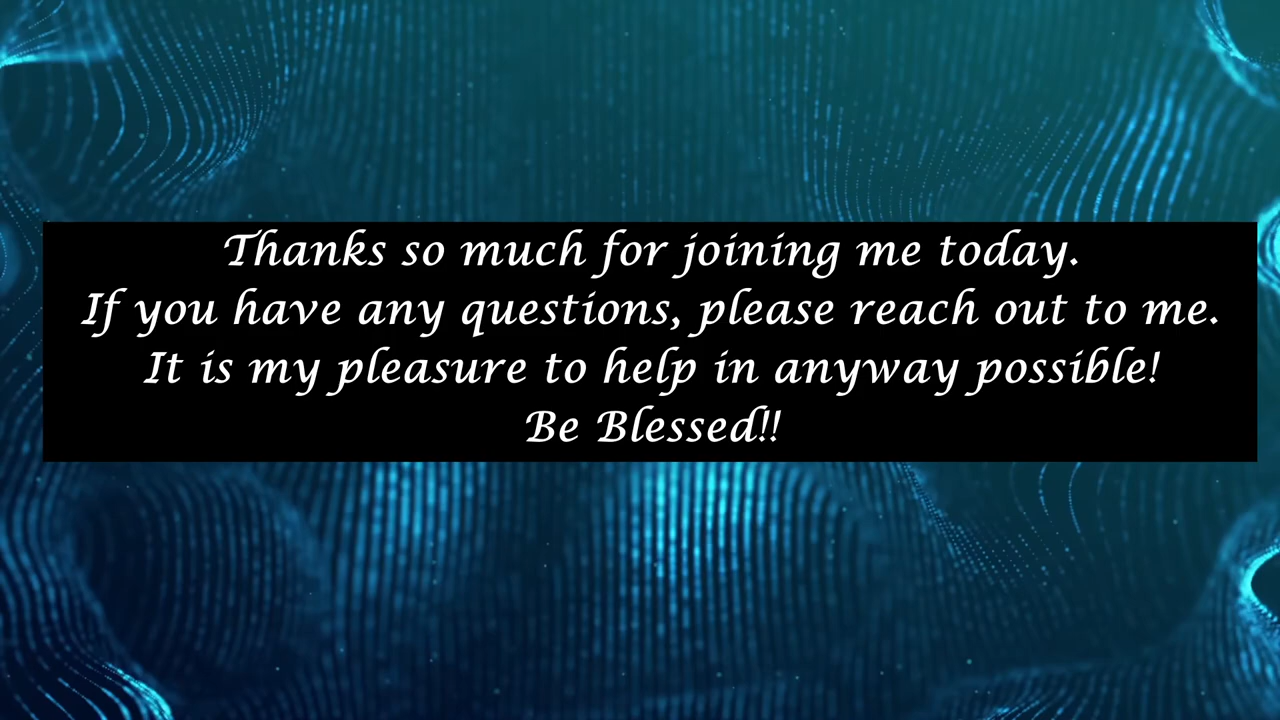 Thanks so much for joining me today.
If you have any questions, please reach out to me.
It is my pleasure to help in anyway possible!
Be Blessed!!